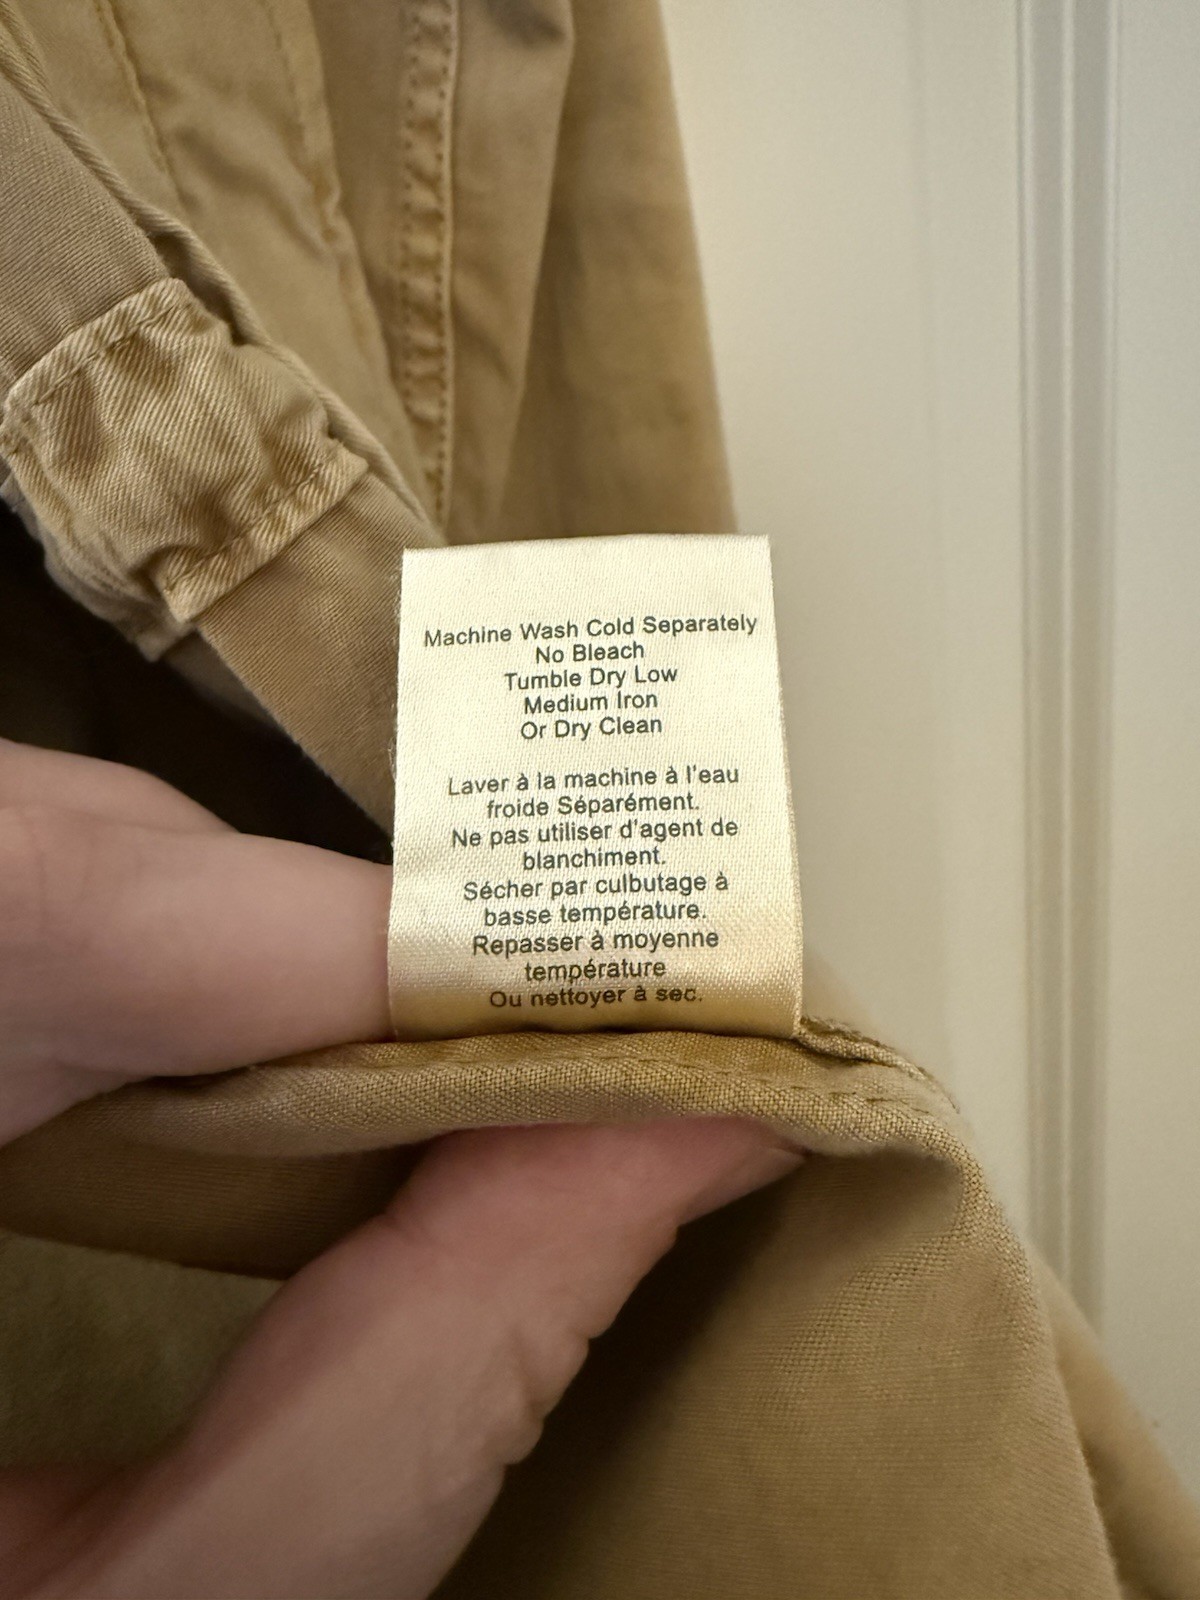 Machine Wash Cold Separately
No Bleach
Tumble Dry Low
Medium Iron
Or Dry Clean
Laver à la machine à l'eau
froide Séparément.
Ne pas utiliser d'agent de
blanchiment.
Sécher par culbutage à
basse température.
Repasser à moyenne
température
Ou nettoyer à sec.